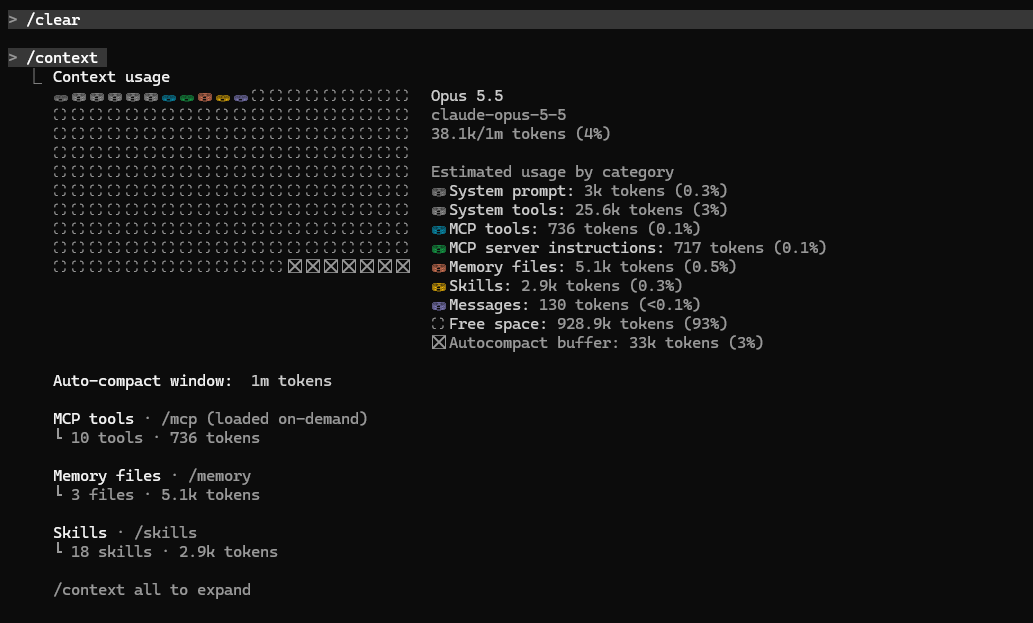 > /clear
> /context
Context usage
Opus 5.5
claude-opus-5-5
38.1k/1m tokens (4%)
Estimated usage by category
System prompt: 3k tokens (0.3%)
System tools: 25.6k tokens (3%)
MCP tools: 736 tokens (0.1%)
MCP server instructions: 717 tokens (0.1%)
Memory files: 5.1k tokens (0.5%)
Skills: 2.9k tokens (0.3%)
Messages: 130 tokens (<0.1%)
Free space: 928.9k tokens (93%)
Autocompact buffer: 33k tokens (3%)
Auto-compact window:  1m tokens
MCP tools · /mcp (loaded on-demand)
└ 10 tools · 736 tokens
Memory files · /memory
└ 3 files · 5.1k tokens
Skills · /skills
└ 18 skills · 2.9k tokens
/context all to expand